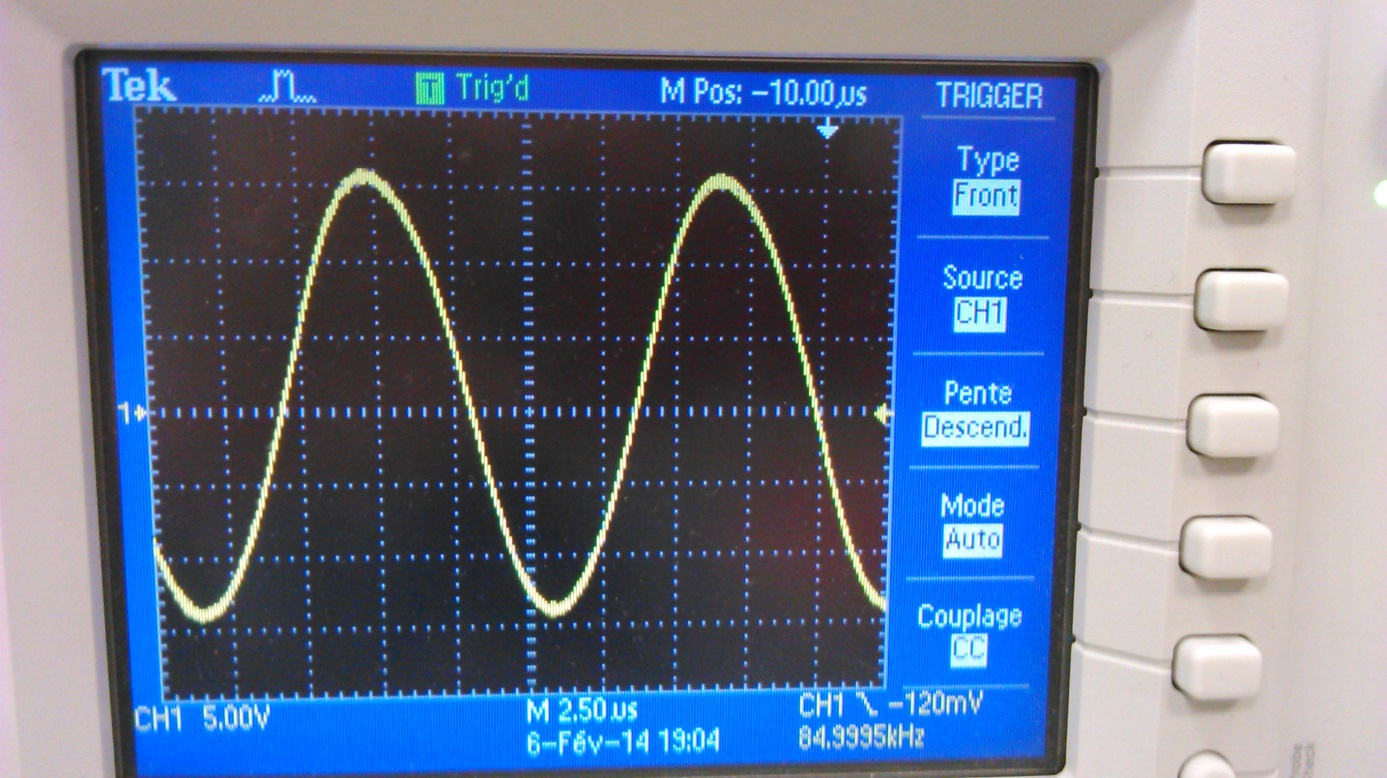 Tek T Trig'd M Pos: -10.00µs TRIGGER
Type
Front
Source
CH1
1
Pente
Descend.
Mode
Auto
Couplage
CC
CH1 5.00V M 2.50µs CH1 -120mV
6-Fév-14 19:04 84.9995kHz